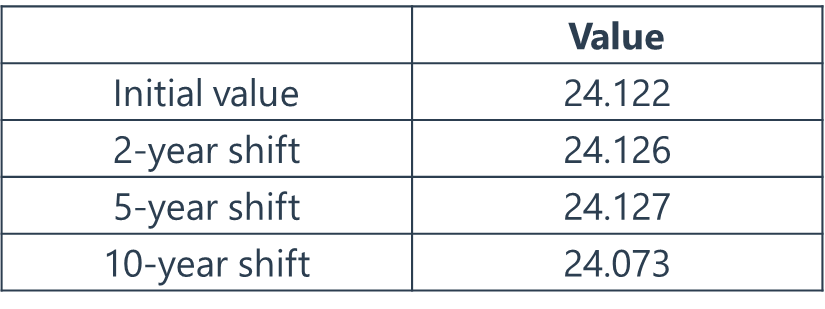 Value
Initial value 24.122
2-year shift 24.126
5-year shift 24.127
10-year shift 24.073